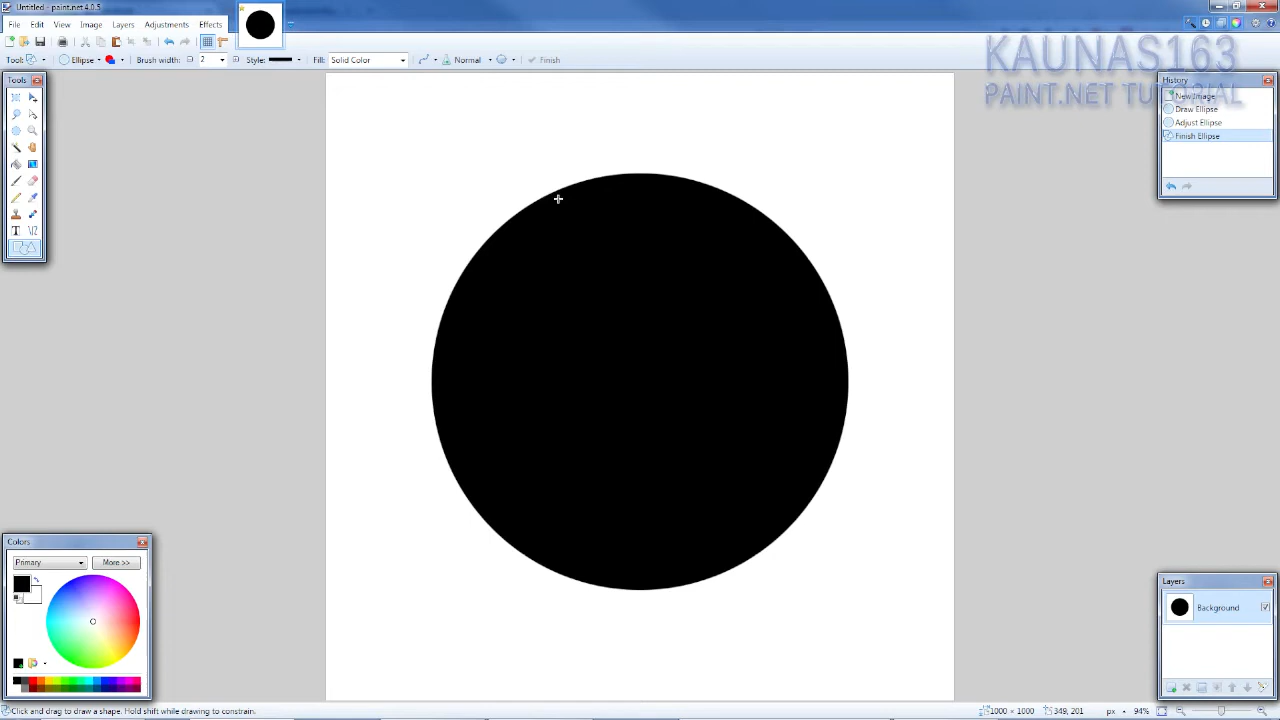 Untitled - paint.net 4.0.5
File Edit View Image Layers Adjustments Effects
Tool: Ellipse Brush width: 2 Style: Fill: Solid Color Normal Finish
KAUNAS163
PAINT.NET TUTORIAL
Tools
History
New Image
Draw Ellipse
Adjust Ellipse
Finish Ellipse
Colors
Primary More >>
Layers
Background
Click and drag to draw a shape. Hold shift while drawing to constrain. 1000 × 1000 349, 201 px 94%